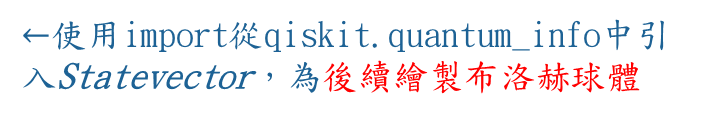 ←使用import從qiskit.quantum_info中引
入Statevector，為後續繪製布洛赫球體